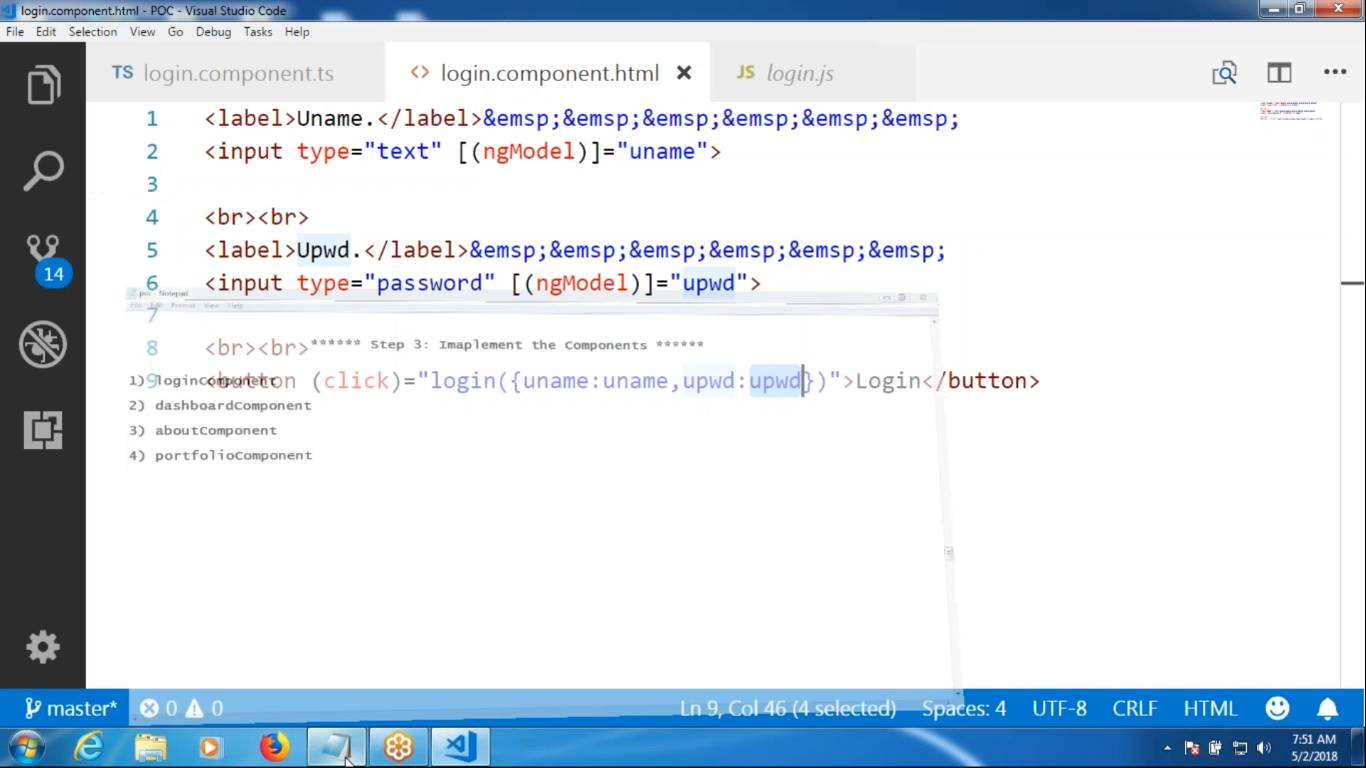 login.component.html - POC - Visual Studio Code
File Edit Selection View Go Debug Tasks Help
TS login.component.ts
<> login.component.html
JS login.js
1 <label>Uname.</label>&emsp;&emsp;&emsp;&emsp;&emsp;&emsp;
2 <input type="text" [(ngModel)]="uname">
3
4 <br><br>
5 <label>Upwd.</label>&emsp;&emsp;&emsp;&emsp;&emsp;&emsp;
6 <input type="password" [(ngModel)]="upwd">
poc - Notepad
File Edit Format View Help
7
8 <br><br>
****** Step 3: Imaplement the Components ******
9 <button (click)="login({uname:uname,upwd:upwd})">Login</button>
1) loginComponent
2) dashboardComponent
3) aboutComponent
4) portfolioComponent
14
master* 0 0 Ln 9, Col 46 (4 selected) Spaces: 4 UTF-8 CRLF HTML
7:51 AM
5/2/2018